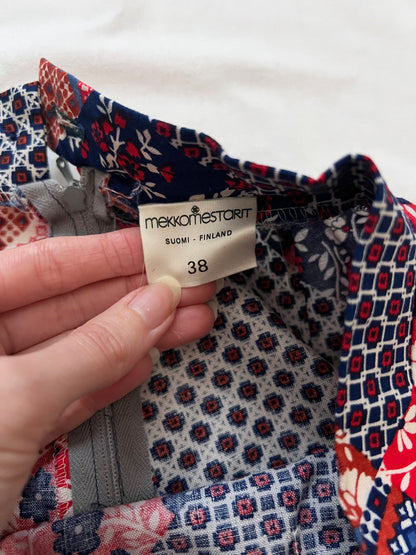 mekkomestarit
SUOMI - FINLAND
38